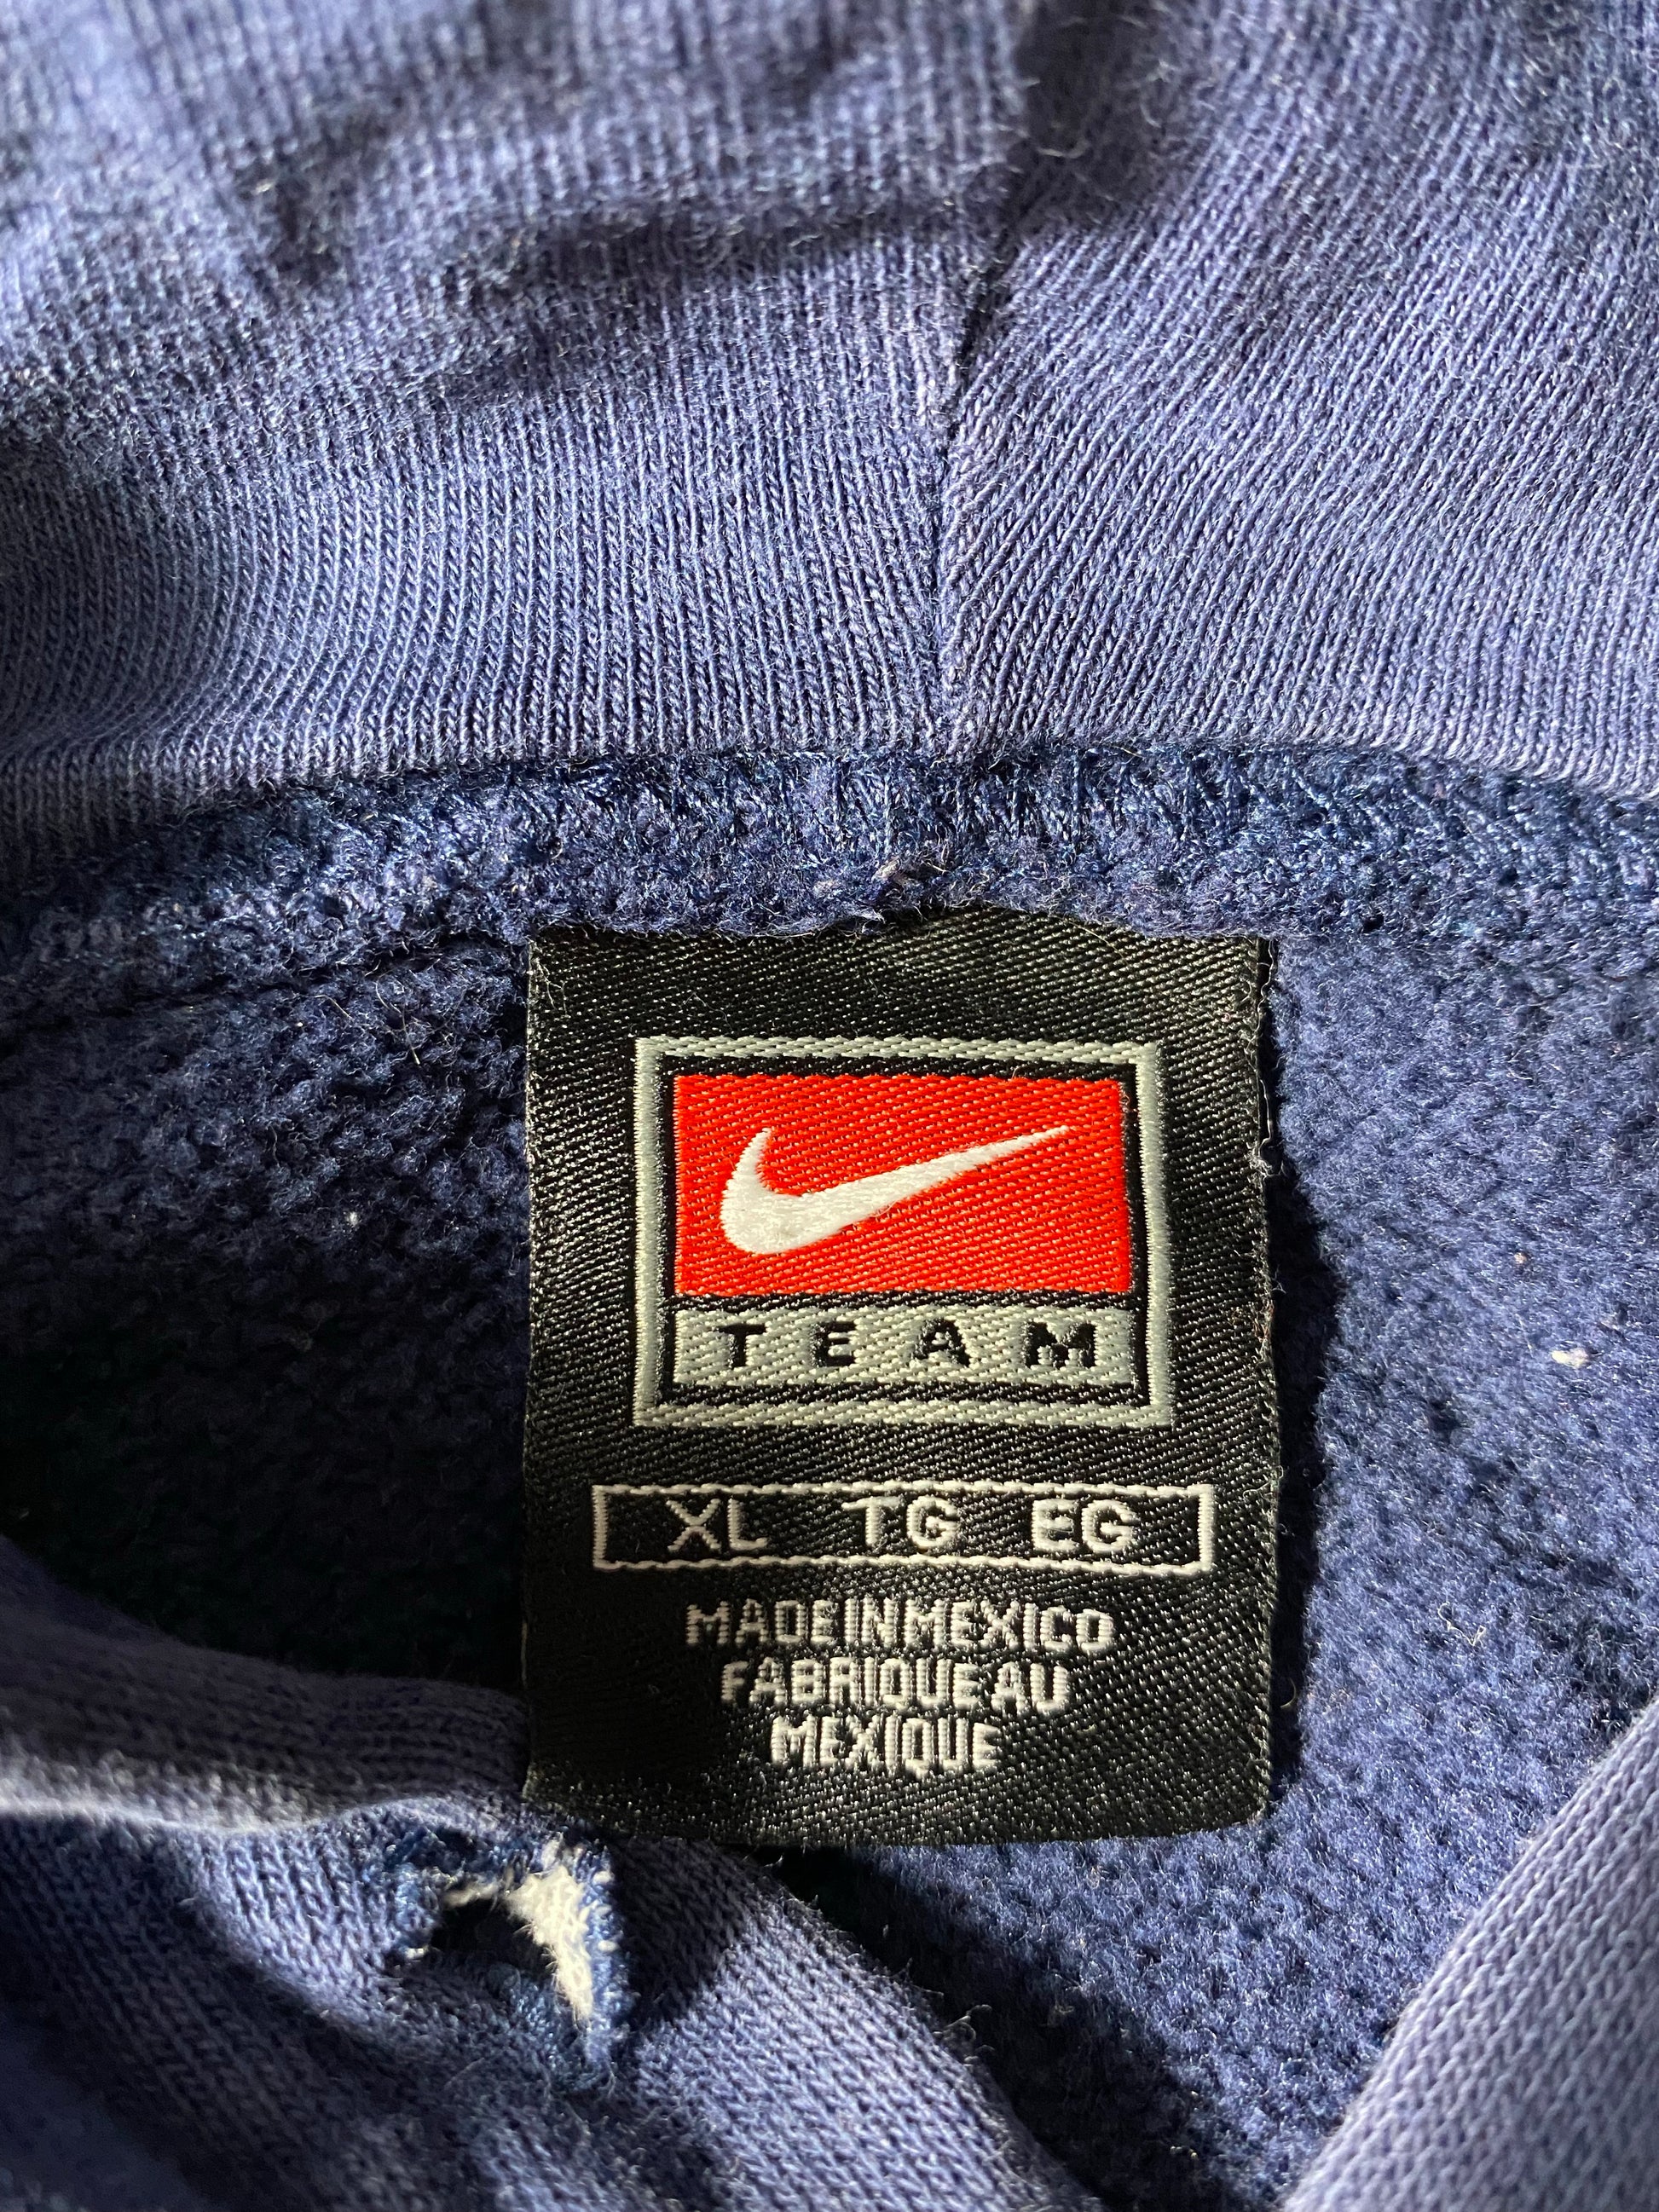 TEAM
XL TG EG
MADE IN MEXICO
FABRIQUE AU
MEXIQUE